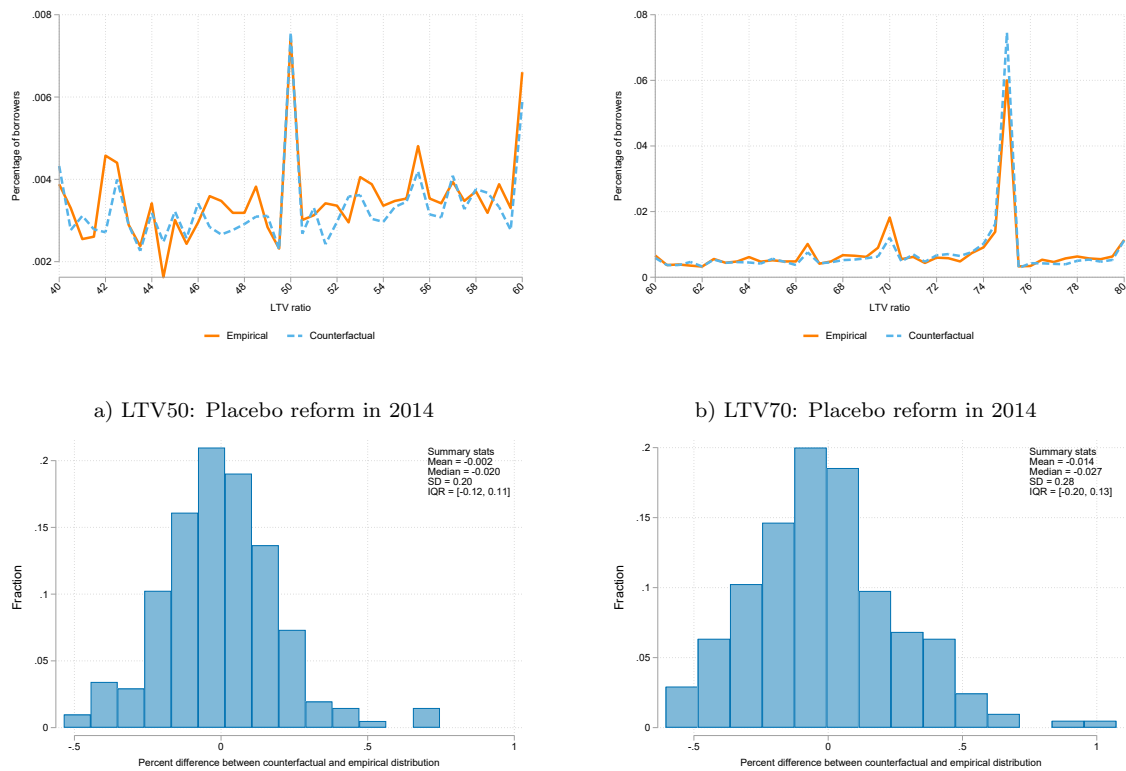 .008
.006
.004
.002
Percentage of borrowers
40 42 44 46 48 50 52 54 56 58 60
LTV ratio
Empirical Counterfactual
.08
.06
.04
.02
0
Percentage of borrowers
60 62 64 66 68 70 72 74 76 78 80
LTV ratio
Empirical Counterfactual
a) LTV50: Placebo reform in 2014
b) LTV70: Placebo reform in 2014
Summary stats
Mean = -0.002
Median = -0.020
SD = 0.20
IQR = [-0.12, 0.11]
.2
.15
.1
.05
0
Fraction
-.5 0 .5 1
Percent difference between counterfactual and empirical distribution
Summary stats
Mean = -0.014
Median = -0.027
SD = 0.28
IQR = [-0.20, 0.13]
.2
.15
.1
.05
0
Fraction
-.5 0 .5 1
Percent difference between counterfactual and empirical distribution